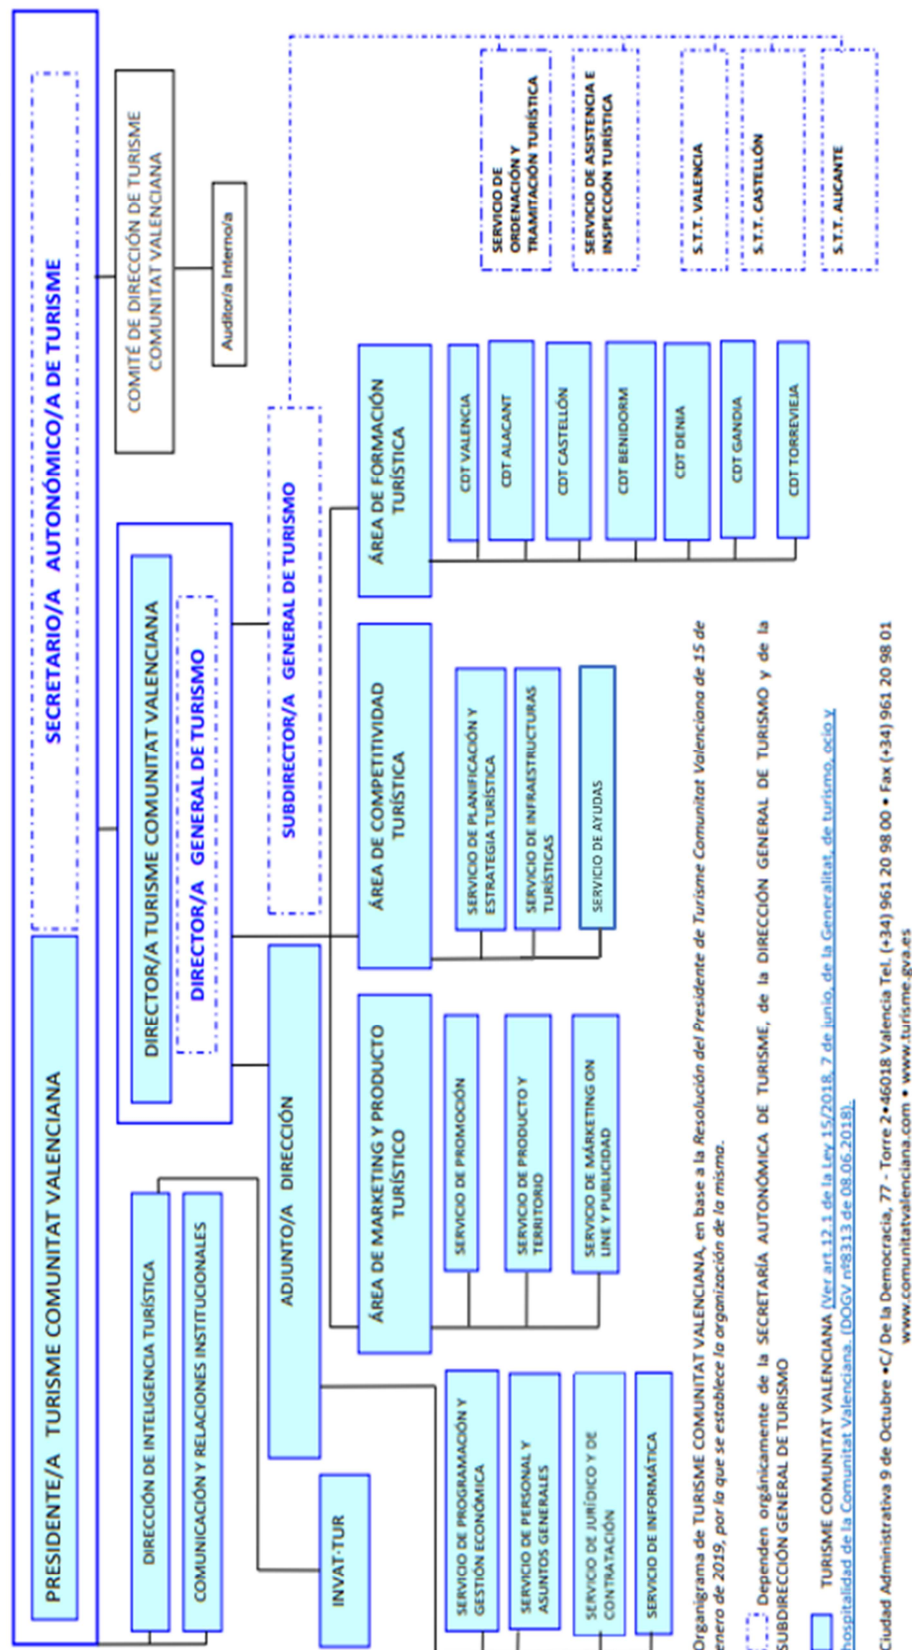 PRESIDENTE/A TURISME COMUNITAT VALENCIANA
SECRETARIO/A AUTONÓMICO/A DE TURISME
DIRECCIÓN DE INTELIGENCIA TURÍSTICA
COMUNICACIÓN Y RELACIONES INSTITUCIONALES
DIRECTOR/A TURISME COMUNITAT VALENCIANA
DIRECTOR/A GENERAL DE TURISMO
COMITÉ DE DIRECCIÓN DE TURISME
COMUNITAT VALENCIANA
Auditor/a Interno/a
ADJUNTO/A DIRECCIÓN
SUBDIRECTOR/A GENERAL DE TURISMO
INVAT·TUR
ÁREA DE MARKETING Y PRODUCTO
TURÍSTICO
ÁREA DE COMPETITIVIDAD
TURÍSTICA
ÁREA DE FORMACIÓN
TURÍSTICA
SERVICIO DE PROGRAMACIÓN Y
GESTIÓN ECONÓMICA
SERVICIO DE PERSONAL Y
ASUNTOS GENERALES
SERVICIO DE JURÍDICO Y DE
CONTRATACIÓN
SERVICIO DE INFORMÁTICA
SERVICIO DE PROMOCIÓN
SERVICIO DE PRODUCTO Y
TERRITORIO
SERVICIO DE MÁRKETING ON
LINE Y PUBLICIDAD
SERVICIO DE PLANIFICACIÓN Y
ESTRATEGIA TURÍSTICA
SERVICIO DE INFRAESTRUCTURAS
TURÍSTICAS
SERVICIO DE AYUDAS
CDT VALENCIA
CDT ALACANT
CDT CASTELLÓN
CDT BENIDORM
CDT DENIA
CDT GANDIA
CDT TORREVIEJA
SERVICIO DE
ORDENACIÓN Y
TRAMITACIÓN TURÍSTICA
SERVICIO DE ASISTENCIA E
INSPECCIÓN TURÍSTICA
S.T.T. VALENCIA
S.T.T. CASTELLÓN
S.T.T. ALICANTE
Organigrama de TURISME COMUNITAT VALENCIANA, en base a la Resolución del Presidente de Turisme Comunitat Valenciana de 15 de
enero de 2019, por la que se establece la organización de la misma.
Dependen orgánicamente de la SECRETARÍA AUTONÓMICA DE TURISME, de la DIRECCIÓN GENERAL DE TURISMO y de la
SUBDIRECCIÓN GENERAL DE TURISMO
TURISME COMUNITAT VALENCIANA (Ver art.12.1 de la Ley 15/2018, 7 de junio, de la Generalitat, de turismo, ocio y
hospitalidad de la Comunitat Valenciana. (DOGV nº8313 de 08.06.2018).
Ciudad Administrativa 9 de Octubre •C/ De la Democracia, 77 - Torre 2•46018 Valencia Tel. (+34) 961 20 98 00 • Fax (+34) 961 20 98 01
www.comunitatvalenciana.com • www.turisme.gva.es